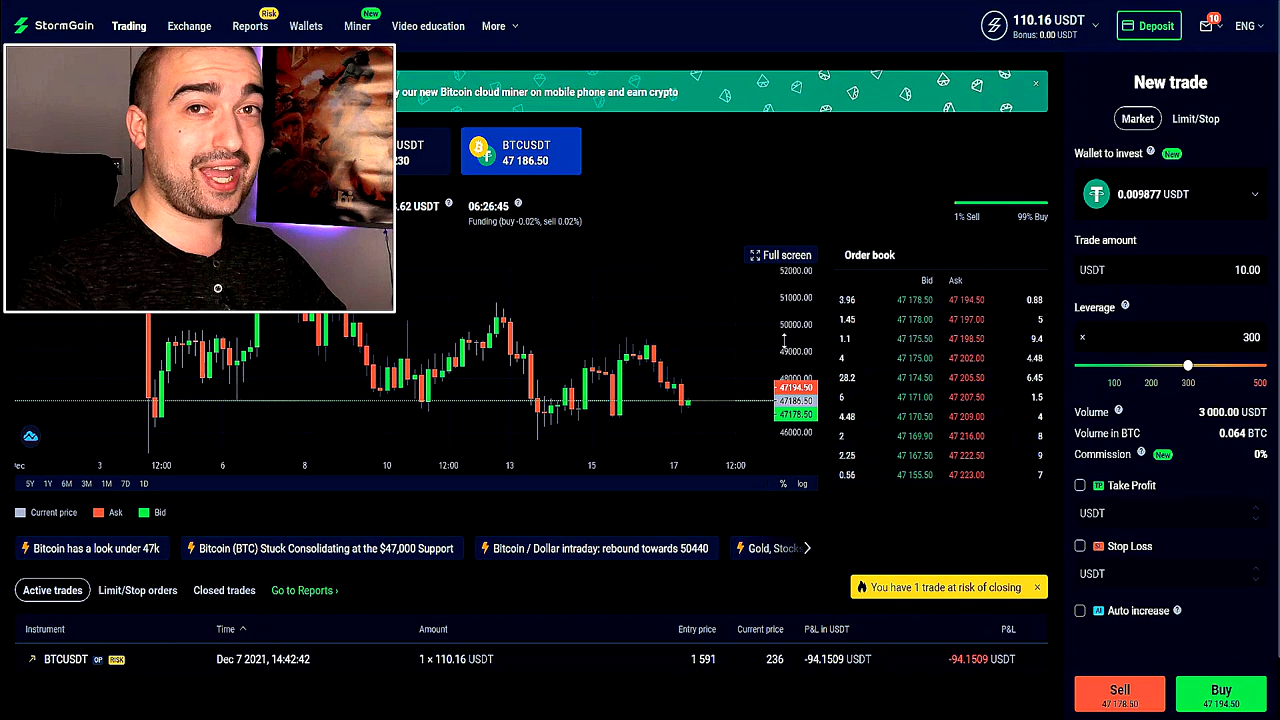 StormGain Trading Exchange Reports Risk Wallets Miner New Video education More 110.16 USDT Bonus: 0.00 USDT Deposit 10 ENG
y our new Bitcoin cloud miner on mobile phone and earn crypto
USDT
230
BTCUSDT
47 186.50
.62 USDT 06:26:45
Funding (buy -0.02%, sell 0.02%)
1% Sell 99% Buy
Full screen
52000.00
51000.00
50000.00
49000.00
48000.00
47194.50
47186.50
47178.50
46000.00
3 12:00 6 8 10 12:00 13 15 17 12:00
5Y 1Y 6M 3M 1M 7D 1D % log
Current price Ask Bid
Order book
Bid Ask
3.96 47 178.50 47 194.50 0.88
1.45 47 178.00 47 197.00 5
1.1 47 175.50 47 198.50 9.4
4 47 175.00 47 202.00 4.48
28.2 47 174.50 47 205.50 6.45
6 47 171.00 47 207.50 1.5
4.48 47 170.50 47 209.00 4
2 47 169.90 47 216.00 8
2.25 47 167.50 47 222.50 9
0.56 47 155.50 47 223.00 7
Bitcoin has a look under 47k Bitcoin (BTC) Stuck Consolidating at the $47,000 Support Bitcoin / Dollar intraday: rebound towards 50440 Gold, Stock
Active trades Limit/Stop orders Closed trades Go to Reports ›
You have 1 trade at risk of closing
Instrument Time Amount Entry price Current price P&L in USDT P&L
BTCUSDT OP RISK Dec 7 2021, 14:42:42 1 × 110.16 USDT 1 591 236 -94.1509 USDT -94.1509 USDT
New trade
Market Limit/Stop
Wallet to invest New
0.009877 USDT
Trade amount
USDT 10.00
Leverage
× 300
100 200 300 500
Volume 3 000.00 USDT
Volume in BTC 0.064 BTC
Commission New 0%
TP Take Profit
USDT
SL Stop Loss
USDT
AI Auto increase
Sell
47 178.50
Buy
47 194.50